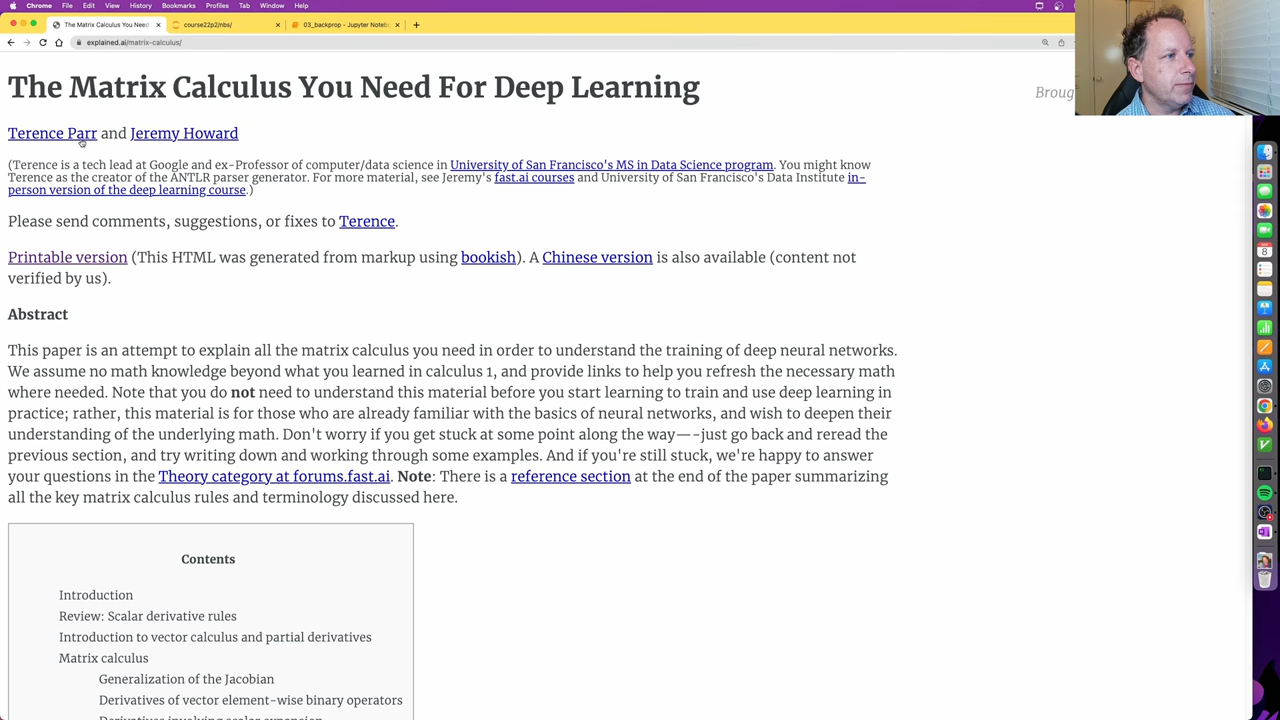 Chrome File Edit View History Bookmarks Profiles Tab Window Help
The Matrix Calculus You Need
course22p2/nbs/
03_backprop - Jupyter Noteb
explained.ai/matrix-calculus/
The Matrix Calculus You Need For Deep Learning
Broug
Terence Parr and Jeremy Howard
(Terence is a tech lead at Google and ex-Professor of computer/data science in University of San Francisco's MS in Data Science program. You might know
Terence as the creator of the ANTLR parser generator. For more material, see Jeremy's fast.ai courses and University of San Francisco's Data Institute in-
person version of the deep learning course.)
Please send comments, suggestions, or fixes to Terence.
Printable version (This HTML was generated from markup using bookish). A Chinese version is also available (content not
verified by us).
Abstract
This paper is an attempt to explain all the matrix calculus you need in order to understand the training of deep neural networks.
We assume no math knowledge beyond what you learned in calculus 1, and provide links to help you refresh the necessary math
where needed. Note that you do not need to understand this material before you start learning to train and use deep learning in
practice; rather, this material is for those who are already familiar with the basics of neural networks, and wish to deepen their
understanding of the underlying math. Don't worry if you get stuck at some point along the way—-just go back and reread the
previous section, and try writing down and working through some examples. And if you're still stuck, we're happy to answer
your questions in the Theory category at forums.fast.ai. Note: There is a reference section at the end of the paper summarizing
all the key matrix calculus rules and terminology discussed here.
Contents
Introduction
Review: Scalar derivative rules
Introduction to vector calculus and partial derivatives
Matrix calculus
Generalization of the Jacobian
Derivatives of vector element-wise binary operators
Derivatives involving scalar expansion
8